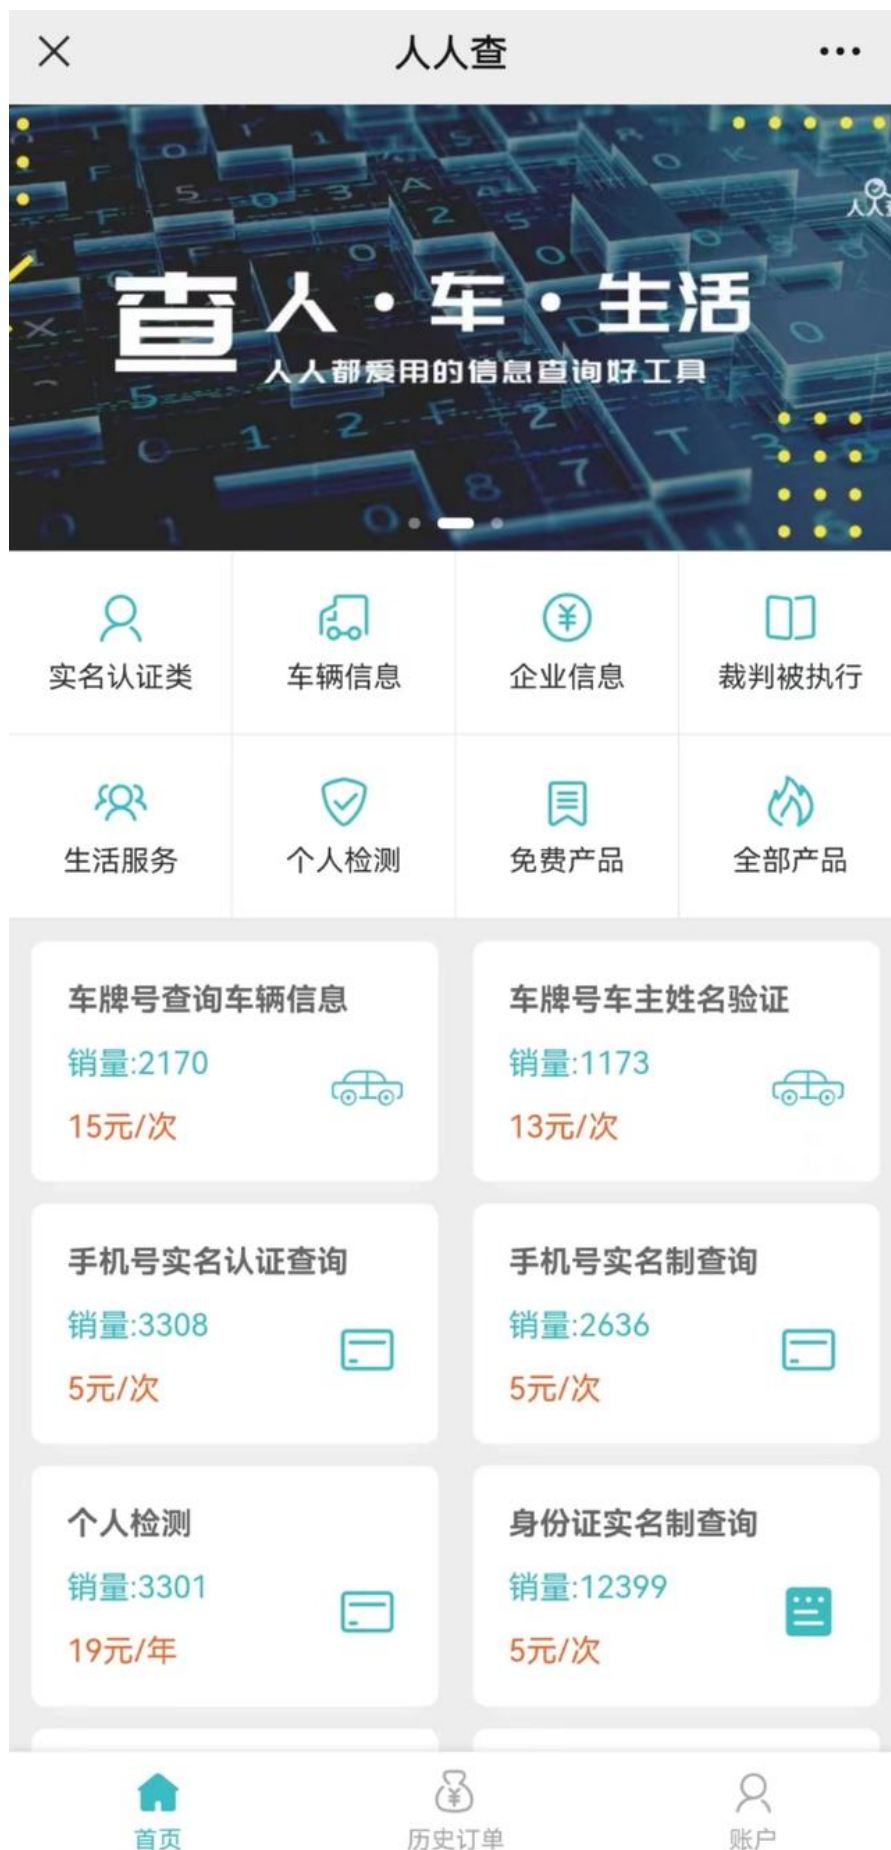 人人查
查人·车·生活
人人都爱用的信息查询好工具
实名认证类
车辆信息
企业信息
裁判被执行
生活服务
个人检测
免费产品
全部产品
车牌号查询车辆信息
销量:2170
15元/次
车牌号车主姓名验证
销量:1173
13元/次
手机号实名认证查询
销量:3308
5元/次
手机号实名制查询
销量:2636
5元/次
个人检测
销量:3301
19元/年
身份证实名制查询
销量:12399
5元/次
首页
历史订单
账户